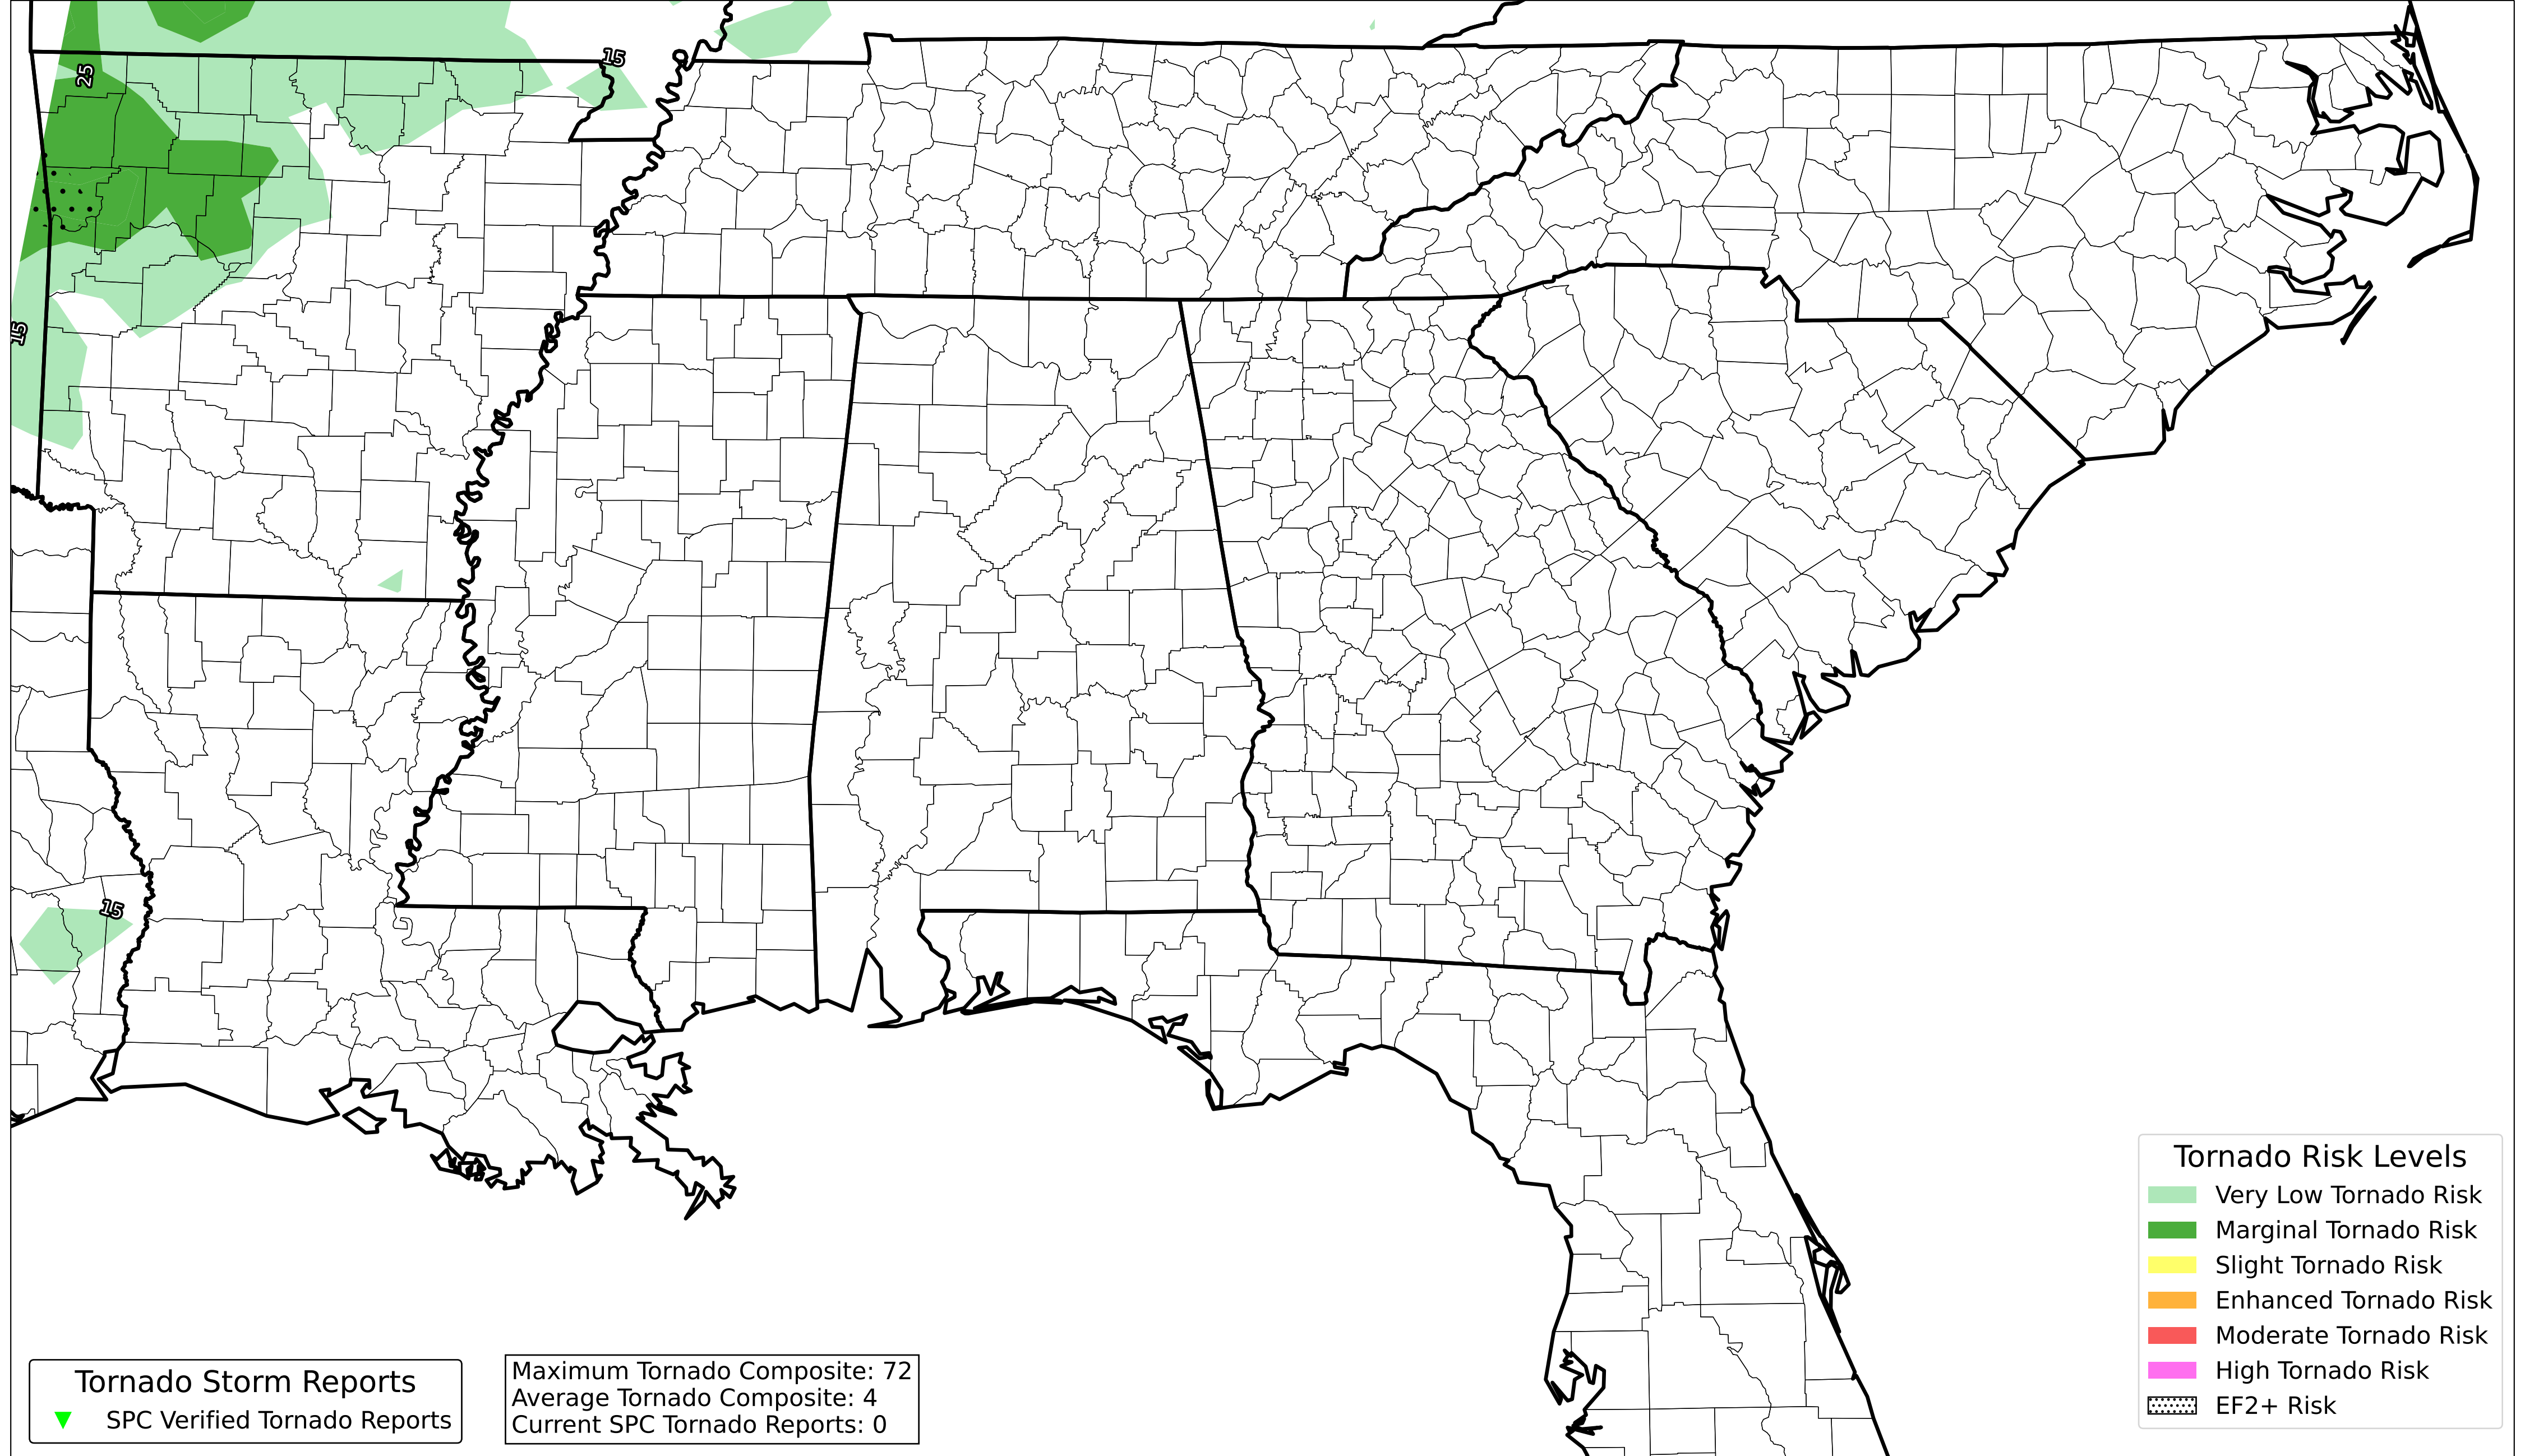 15
25
15
15
Tornado Risk Levels
Very Low Tornado Risk
Marginal Tornado Risk
Slight Tornado Risk
Enhanced Tornado Risk
Moderate Tornado Risk
High Tornado Risk
EF2+ Risk
Tornado Storm Reports
SPC Verified Tornado Reports
Maximum Tornado Composite: 72
Average Tornado Composite: 4
Current SPC Tornado Reports: 0